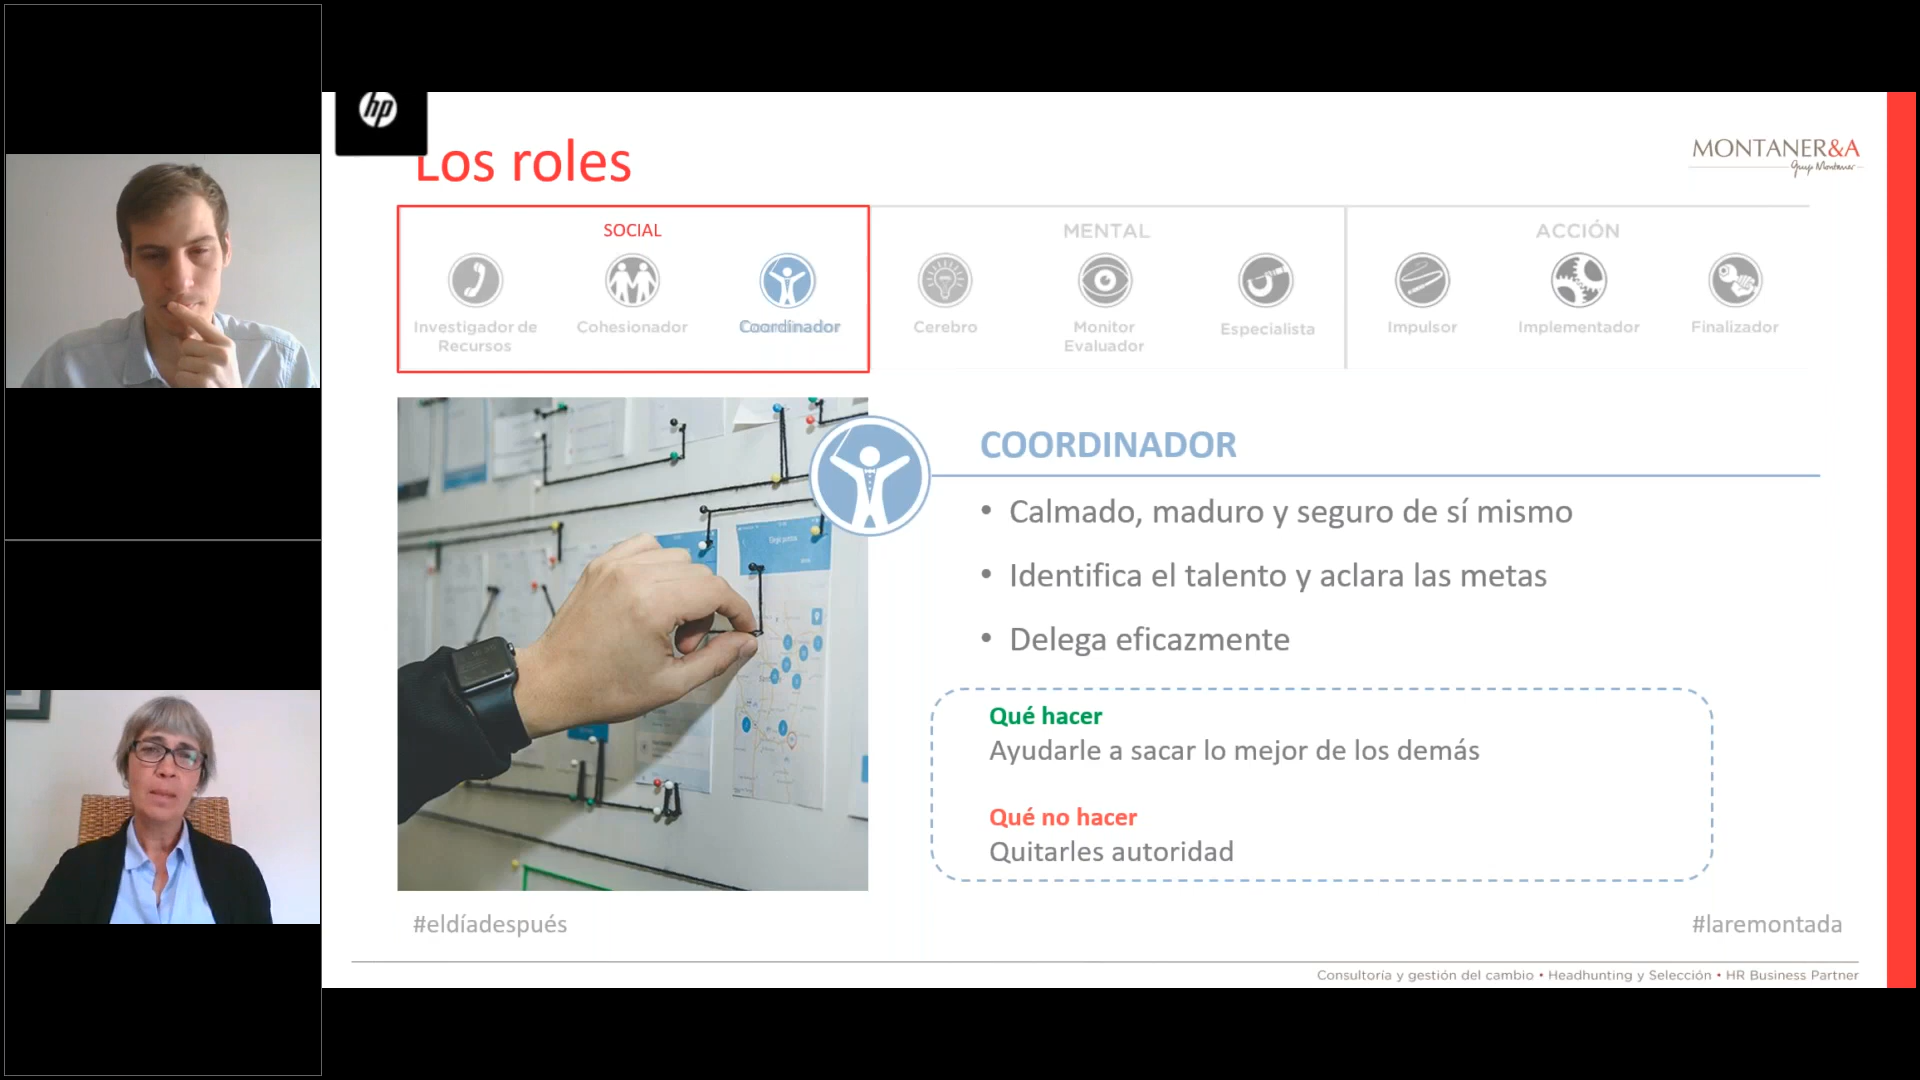 hp
Los roles
MONTANER&A
Grup Montaner
SOCIAL
MENTAL
ACCIÓN
Investigador de
Recursos
Cohesionador
Coordinador
Cerebro
Monitor
Evaluador
Especialista
Impulsor
Implementador
Finalizador
COORDINADOR
• Calmado, maduro y seguro de sí mismo
• Identifica el talento y aclara las metas
• Delega eficazmente
Qué hacer
Ayudarle a sacar lo mejor de los demás
Qué no hacer
Quitarles autoridad
#eldíadespués
#laremontada
Consultoría y gestión del cambio • Headhunting y Selección • HR Business Partner